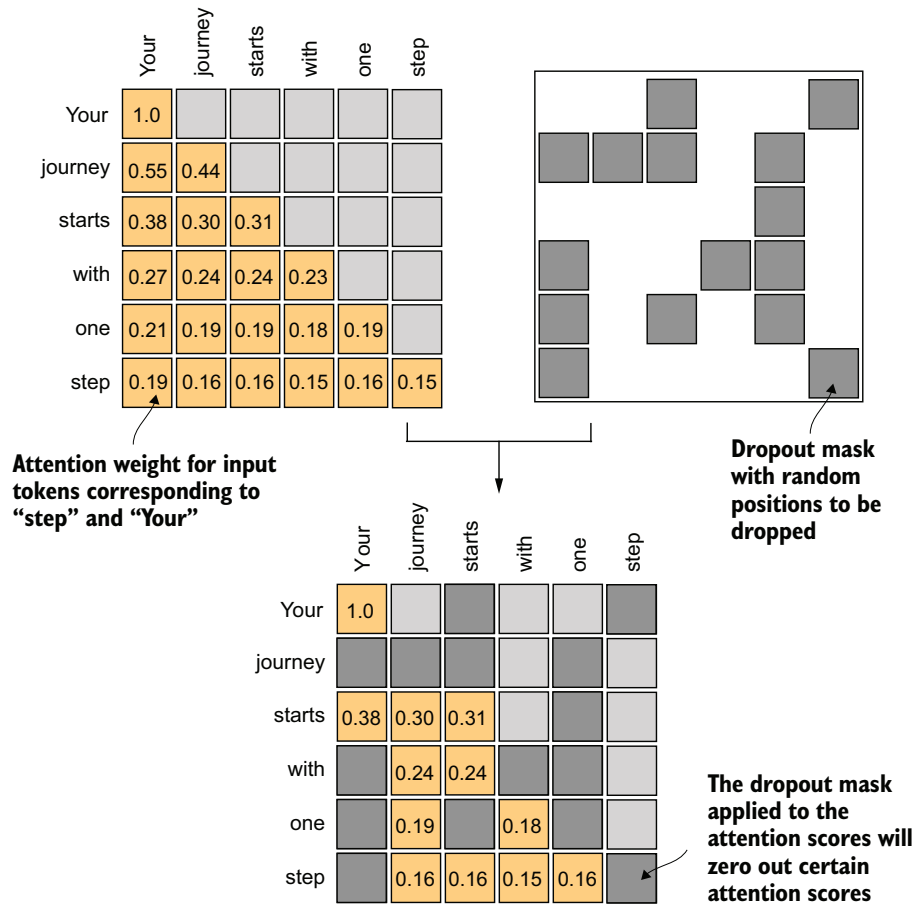 Your journey starts with one step
Your 1.0
journey 0.55 0.44
starts 0.38 0.30 0.31
with 0.27 0.24 0.24 0.23
one 0.21 0.19 0.19 0.18 0.19
step 0.19 0.16 0.16 0.15 0.16 0.15
Attention weight for input
tokens corresponding to
“step” and “Your”
Dropout mask
with random
positions to be
dropped
Your journey starts with one step
Your 1.0
journey
starts 0.38 0.30 0.31
with 0.24 0.24
one 0.19 0.18
step 0.16 0.16 0.15 0.16
The dropout mask
applied to the
attention scores will
zero out certain
attention scores